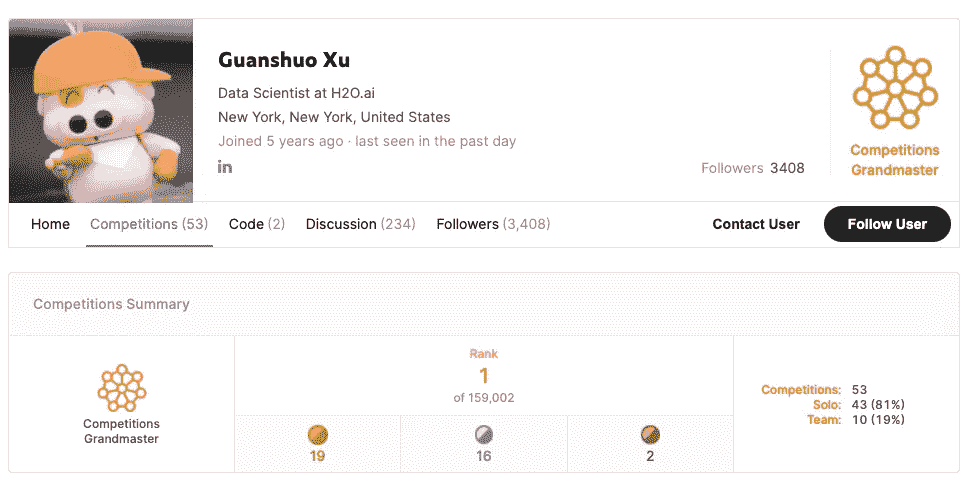 Guanshuo Xu
Data Scientist at H2O.ai
New York, New York, United States
Joined 5 years ago · last seen in the past day
in
Followers 3408
Competitions
Grandmaster
Home Competitions (53) Code (2) Discussion (234) Followers (3,408) Contact User Follow User
Competitions Summary
Competitions
Grandmaster
Rank
1
of 159,002
19 16 2
Competitions: 53
Solo: 43 (81%)
Team: 10 (19%)